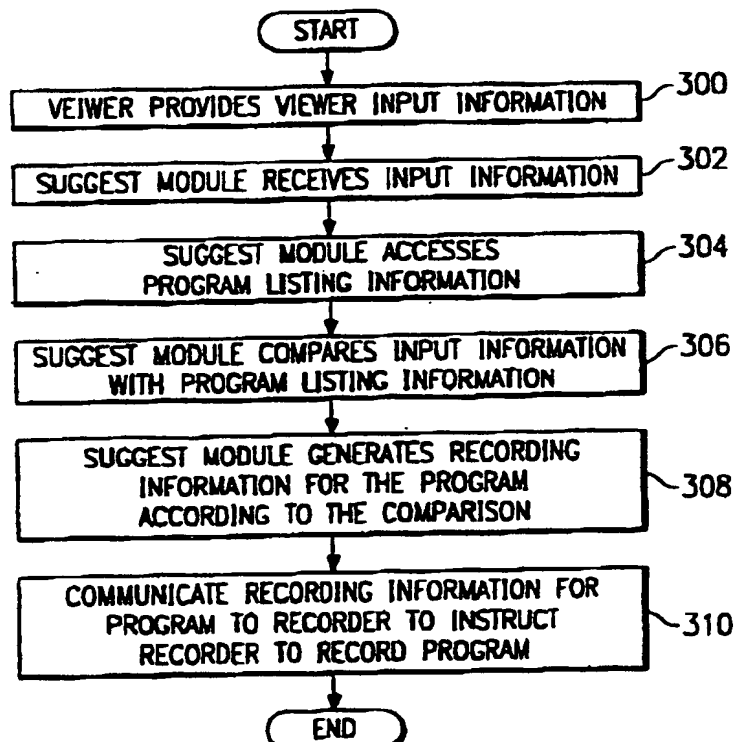 START
VEIWER PROVIDES VIEWER INPUT INFORMATION
300
SUGGEST MODULE RECEIVES INPUT INFORMATION
302
SUGGEST MODULE ACCESSES
PROGRAM LISTING INFORMATION
304
SUGGEST MODULE COMPARES INPUT INFORMATION
WITH PROGRAM LISTING INFORMATION
306
SUGGEST MODULE GENERATES RECORDING
INFORMATION FOR THE PROGRAM
ACCORDING TO THE COMPARISON
308
COMMUNICATE RECORDING INFORMATION FOR
PROGRAM TO RECORDER TO INSTRUCT
RECORDER TO RECORD PROGRAM
310
END